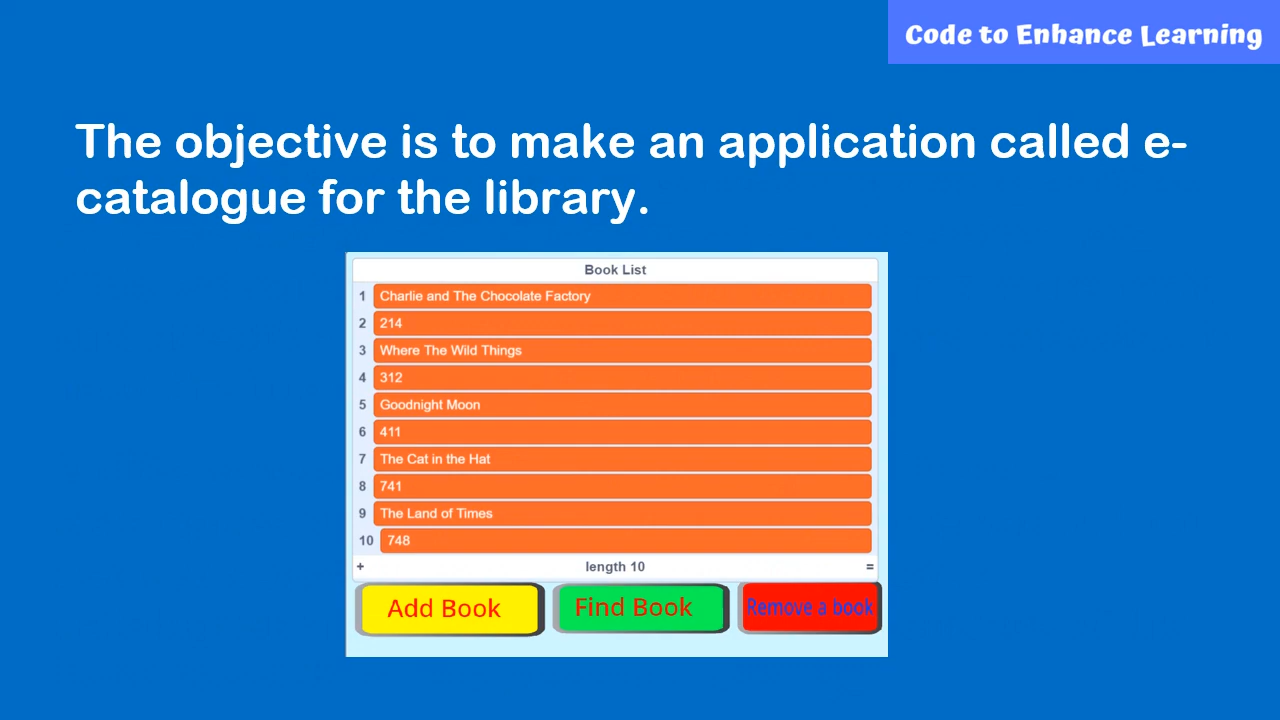 Code to Enhance Learning
The objective is to make an application called e-
catalogue for the library.
Book List
1 Charlie and The Chocolate Factory
2 214
3 Where The Wild Things
4 312
5 Goodnight Moon
6 411
7 The Cat in the Hat
8 741
9 The Land of Times
10 748
+ length 10 =
Add Book Find Book Remove a book